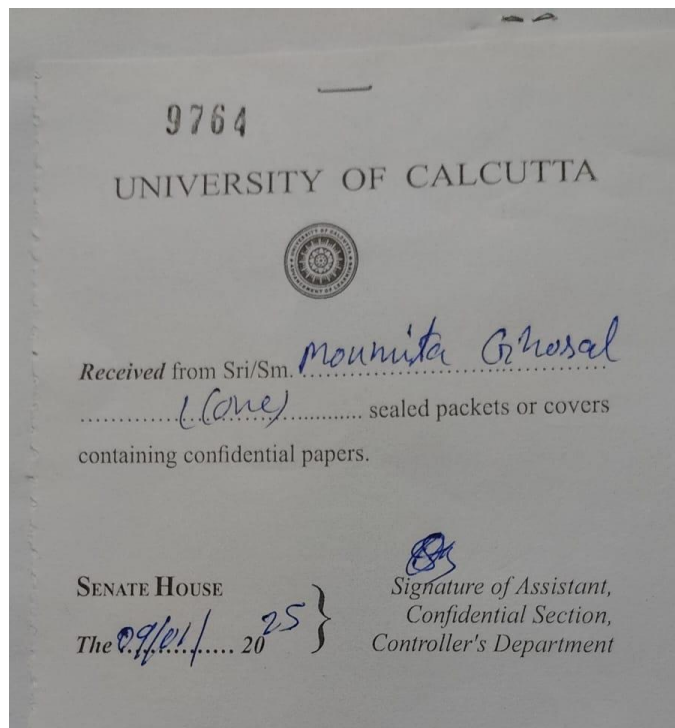 9764
UNIVERSITY OF CALCUTTA
Received from Sri/Sm. Moumita Ghosal
1 (One) sealed packets or covers
containing confidential papers.
SENATE HOUSE
The 09/01/ 2025
Signature of Assistant,
Confidential Section,
Controller's Department